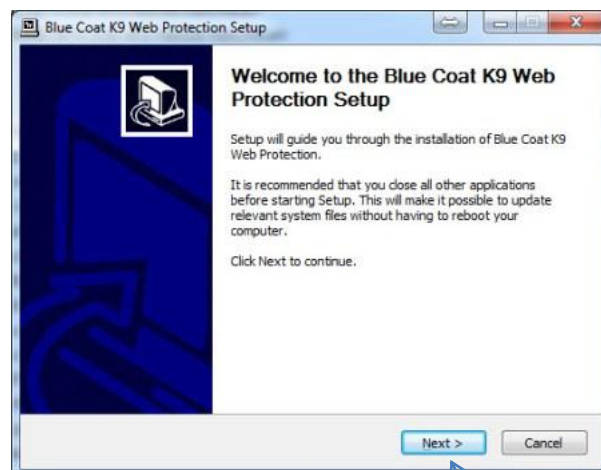 Blue Coat K9 Web Protection Setup
Welcome to the Blue Coat K9 Web
Protection Setup
Setup will guide you through the installation of Blue Coat K9
Web Protection.
It is recommended that you close all other applications
before starting Setup. This will make it possible to update
relevant system files without having to reboot your
computer.
Click Next to continue.
Next >
Cancel